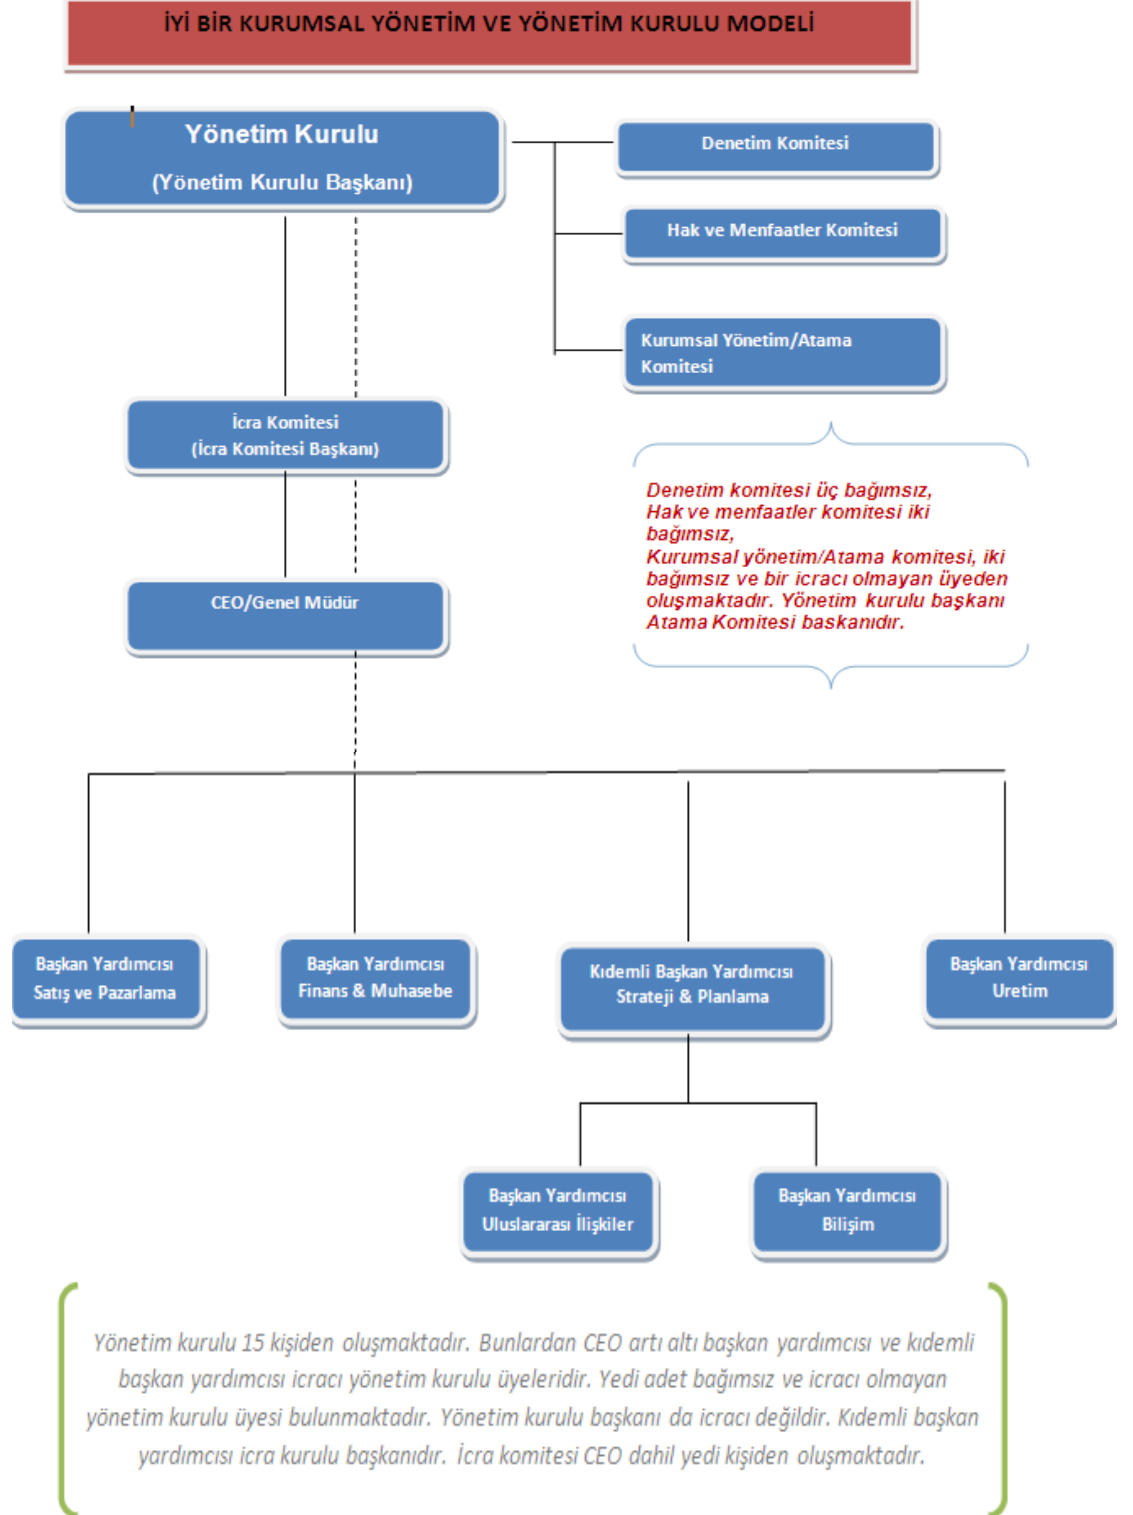 İYİ BİR KURUMSAL YÖNETİM VE YÖNETİM KURULU MODELİ
Yönetim Kurulu
(Yönetim Kurulu Başkanı)
Denetim Komitesi
Hak ve Menfaatler Komitesi
Kurumsal Yönetim/Atama
Komitesi
İcra Komitesi
(İcra Komitesi Başkanı)
Denetim komitesi üç bağımsız,
Hak ve menfaatler komitesi iki
bağımsız,
Kurumsal yönetim/Atama komitesi, iki
bağımsız ve bir icracı olmayan üyeden
oluşmaktadır. Yönetim kurulu başkanı
Atama Komitesi baskanıdır.
CEO/Genel Müdür
Başkan Yardımcısı
Satış ve Pazarlama
Başkan Yardımcısı
Finans & Muhasebe
Kıdemli Başkan Yardımcısı
Strateji & Planlama
Başkan Yardımcısı
Uretim
Başkan Yardımcısı
Uluslararası İlişkiler
Başkan Yardımcısı
Bilişim
Yönetim kurulu 15 kişiden oluşmaktadır. Bunlardan CEO artı altı başkan yardımcısı ve kıdemli
başkan yardımcısı icracı yönetim kurulu üyeleridir. Yedi adet bağımsız ve icracı olmayan
yönetim kurulu üyesi bulunmaktadır. Yönetim kurulu başkanı da icracı değildir. Kıdemli başkan
yardımcısı icra kurulu başkanıdır. İcra komitesi CEO dahil yedi kişiden oluşmaktadır.